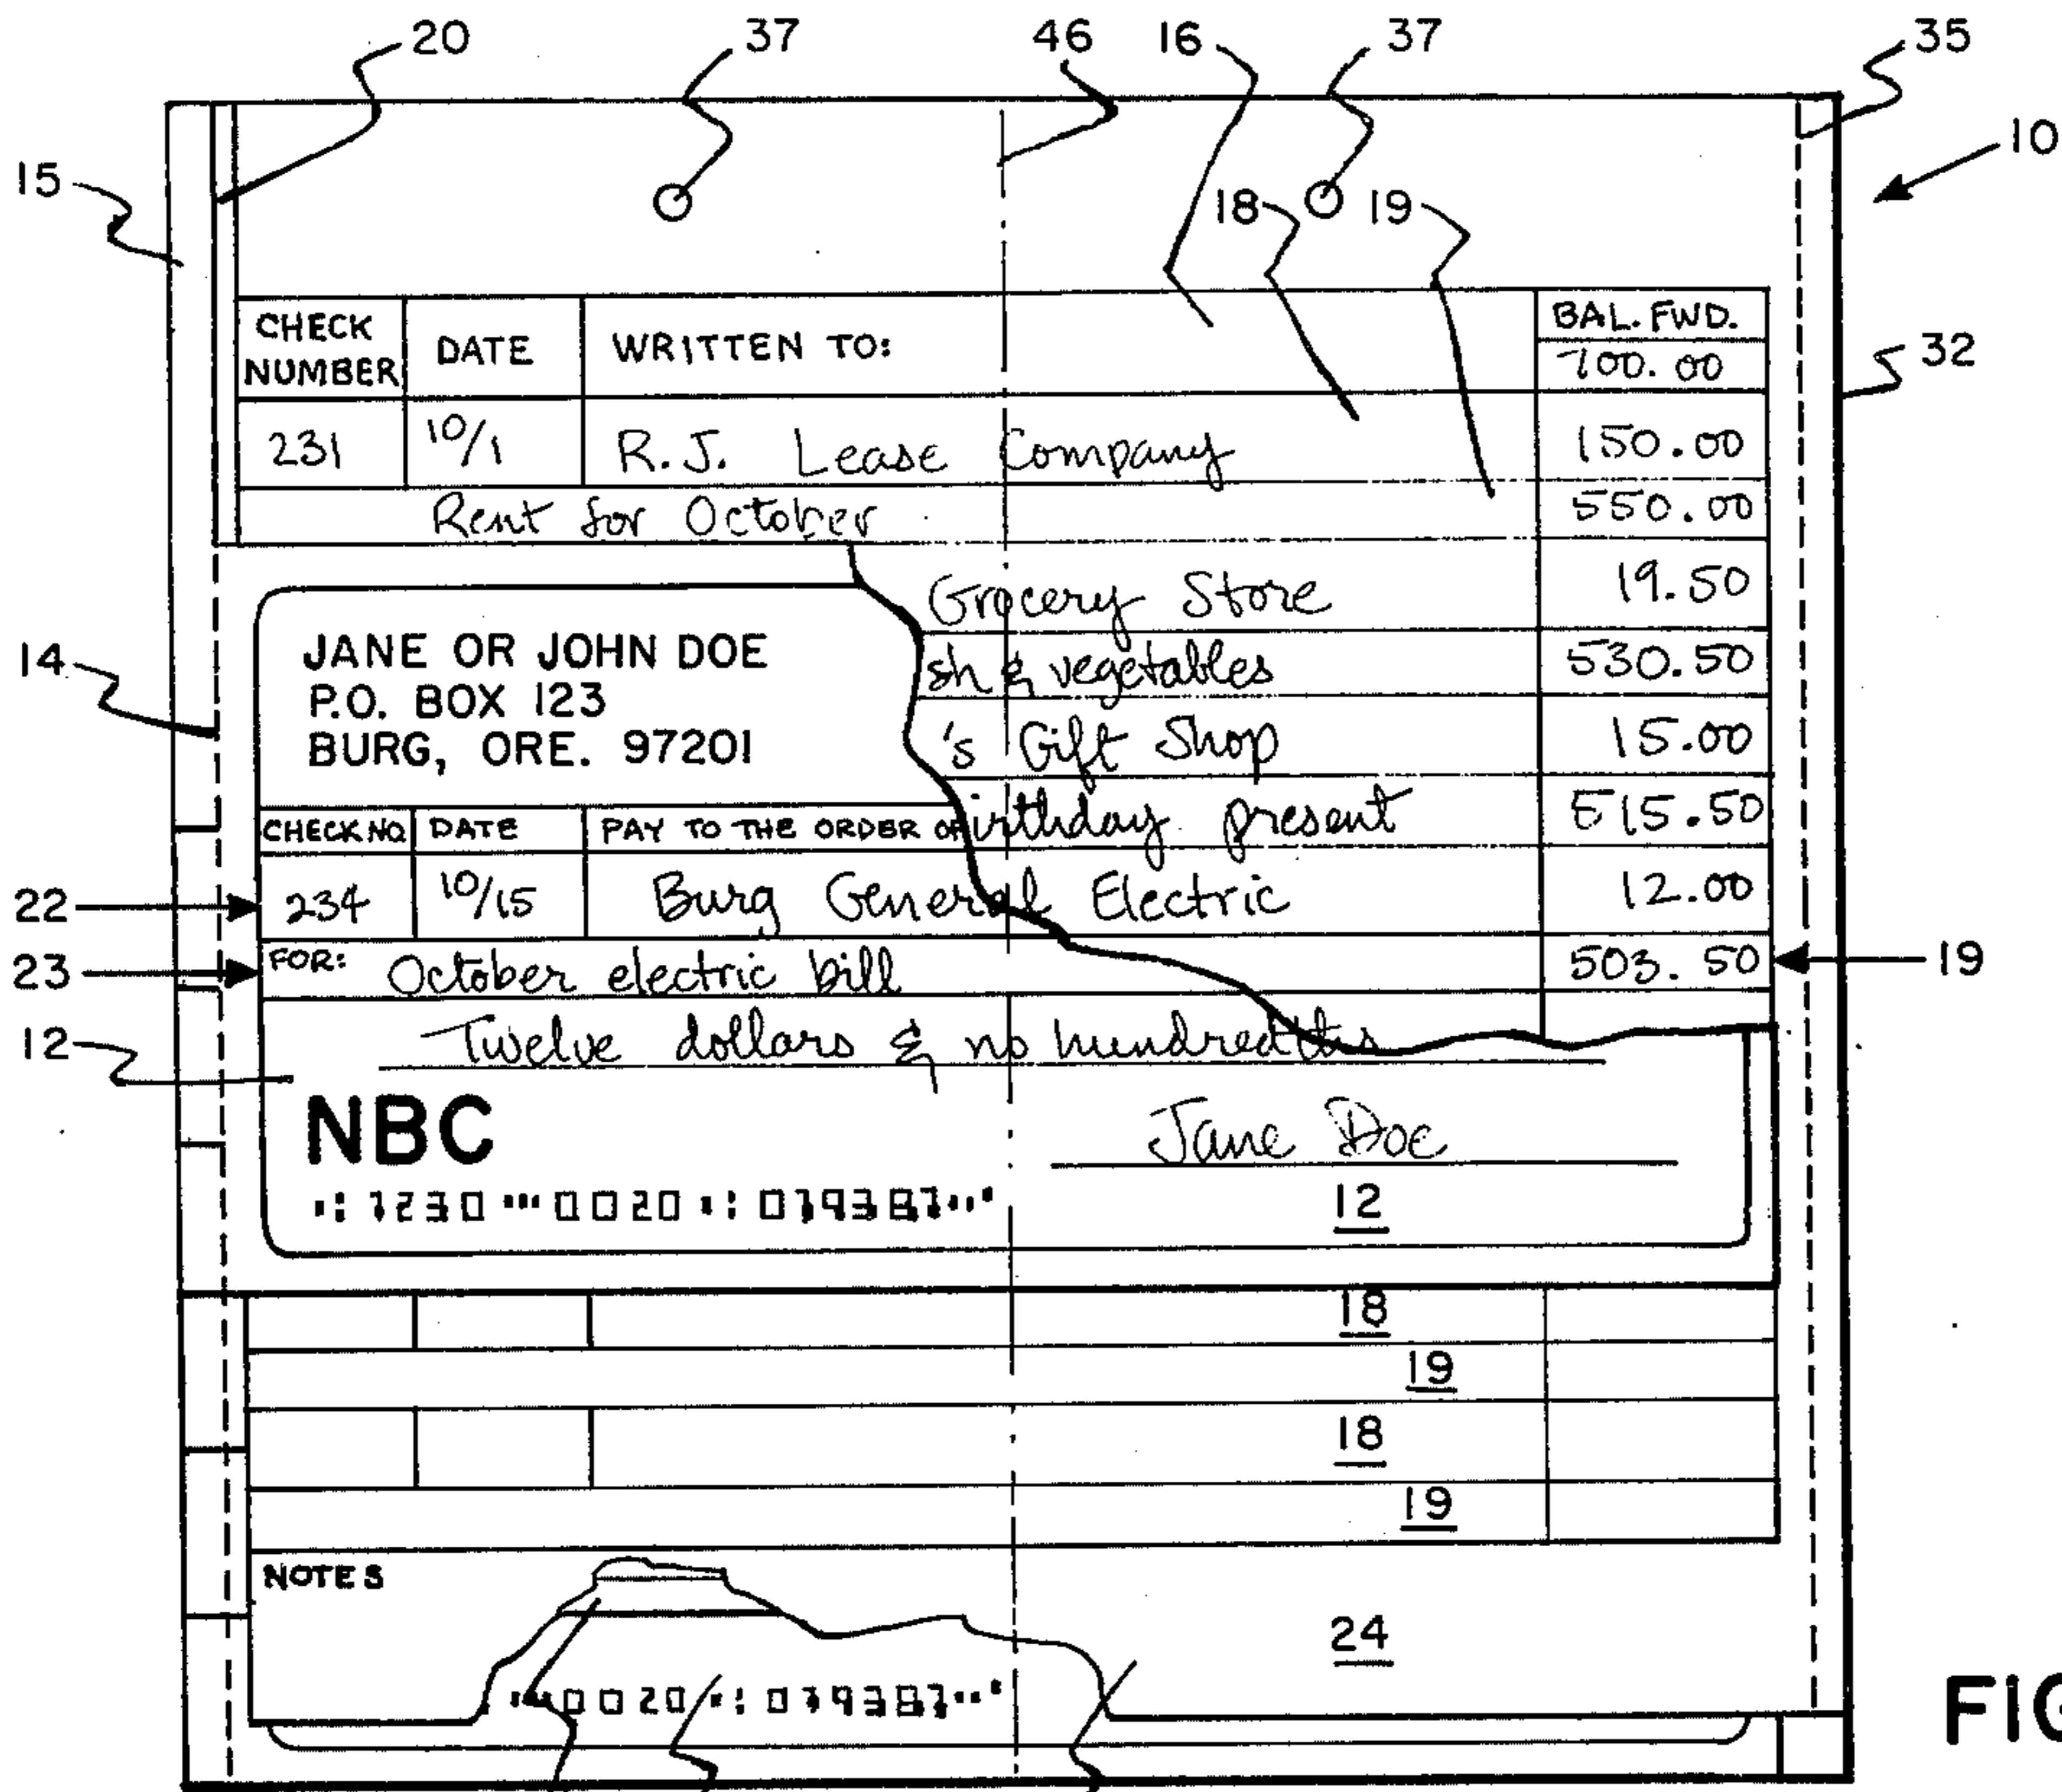 20 37 46 16 37 35
15 18 19 10
CHECK NUMBER DATE WRITTEN TO: BAL. FWD.
700.00 32
231 10/1 R.J. Lease Company 150.00
Rent for October 550.00
Grocery Store 19.50
JANE OR JOHN DOE
14 sh & vegetables 530.50
P.O. BOX 123
BURG, ORE. 97201 's Gift Shop 15.00
CHECK NO. DATE PAY TO THE ORDER OF irthday present 515.50
22 234 10/15 Burg General Electric 12.00
23 FOR: October electric bill 503.50 19
12 Twelve dollars & no hundredths
NBC Jane Doe
⑆1230⑈0020⑆079387⑈ 12
18
19
18
19
NOTES
24
⑈0020⑆079387⑈
FIG